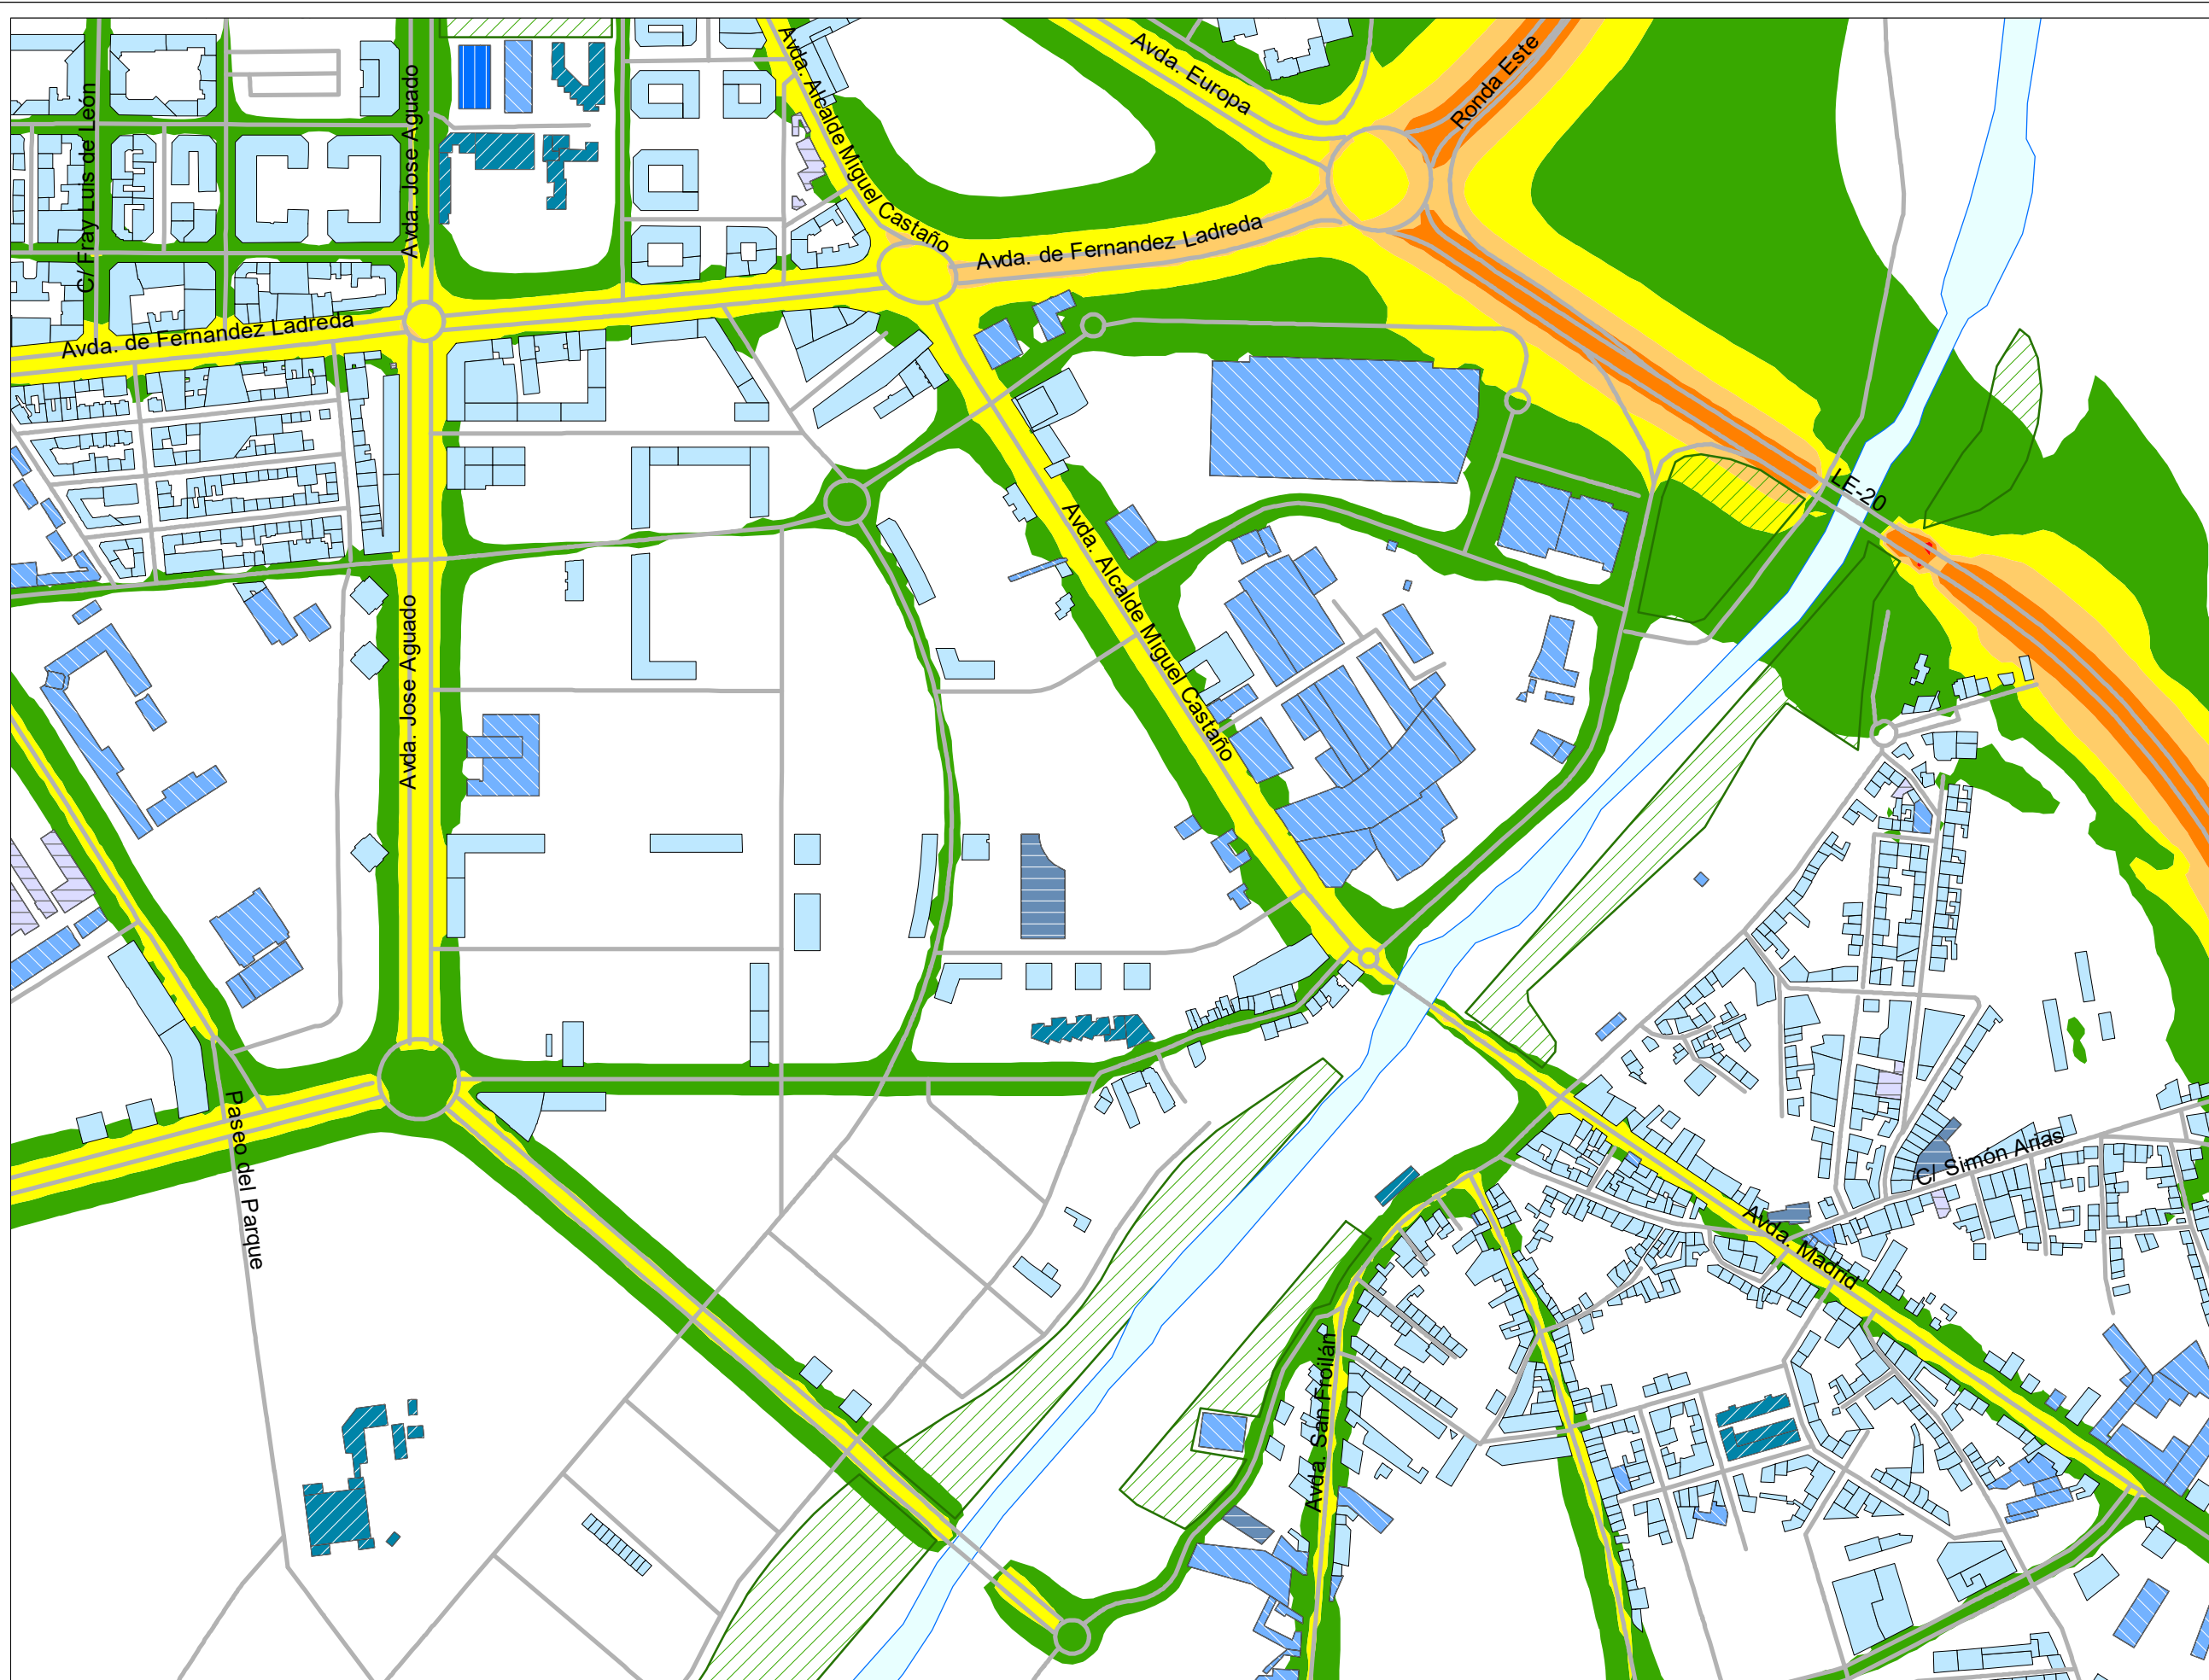 Avda. Alcalde Miguel Castaño
Avda. Europa
Ronda Este
C/ Fray Luis de León
Avda. Jose Aguado
Avda. de Fernandez Ladreda
Avda. de Fernandez Ladreda
LE-20
Avda. Alcalde Miguel Castaño
Avda. Jose Aguado
Paseo del Parque
C/ Simón Arias
Avda. Madrid
Avda. San Froilán